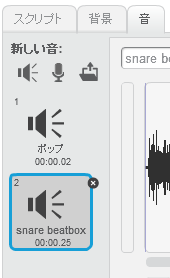 スクリプト 背景 音
新しい音:
snare beatbox
1
ポップ
00:00.02
2
snare beatbox
00:00.25